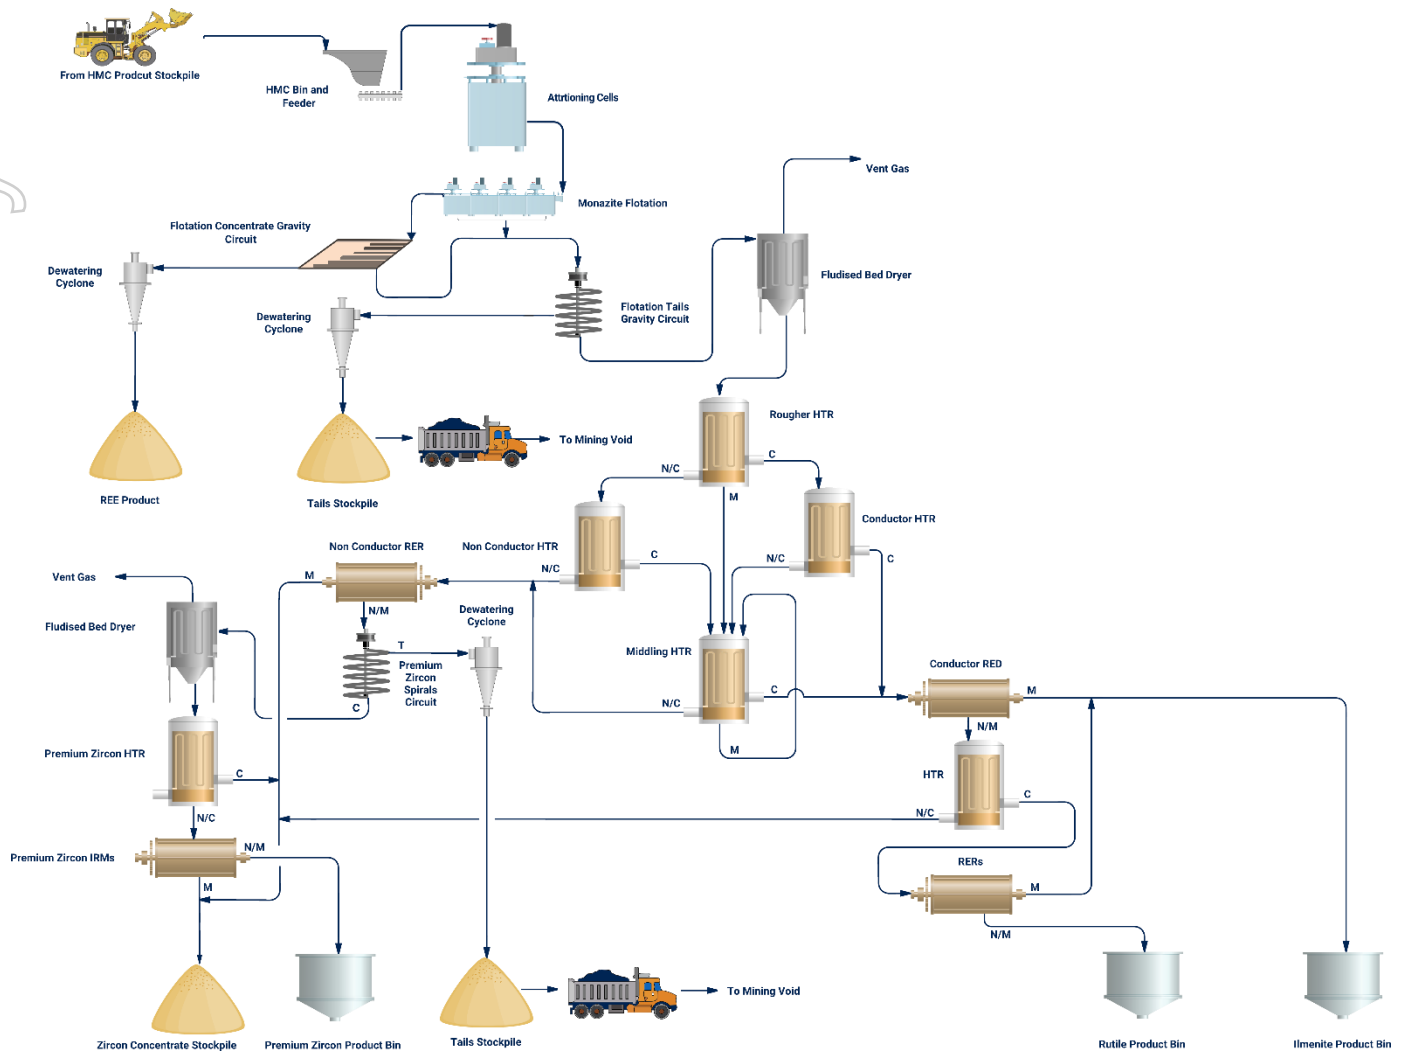 From HMC Prodcut Stockpile
HMC Bin and
Feeder
Attrtioning Cells
Vent Gas
Monazite Flotation
Flotation Concentrate Gravity
Circuit
Dewatering
Cyclone
Fludised Bed Dryer
Dewatering
Cyclone
Flotation Tails
Gravity Circuit
Rougher HTR
To Mining Void
REE Product
Tails Stockpile
N/C
C
M
Conductor HTR
Non Conductor RER
Non Conductor HTR
C
N/C
N/C
C
Vent Gas
M
N/M
Dewatering
Cyclone
Fludised Bed Dryer
T
Premium
Zircon
Spirals
Circuit
C
Middling HTR
C
N/C
M
Conductor RED
M
N/M
Premium Zircon HTR
C
N/C
HTR
C
N/C
Premium Zircon IRMs
N/M
M
RERs
M
N/M
To Mining Void
Zircon Concentrate Stockpile
Premium Zircon Product Bin
Tails Stockpile
Rutile Product Bin
Ilmenite Product Bin